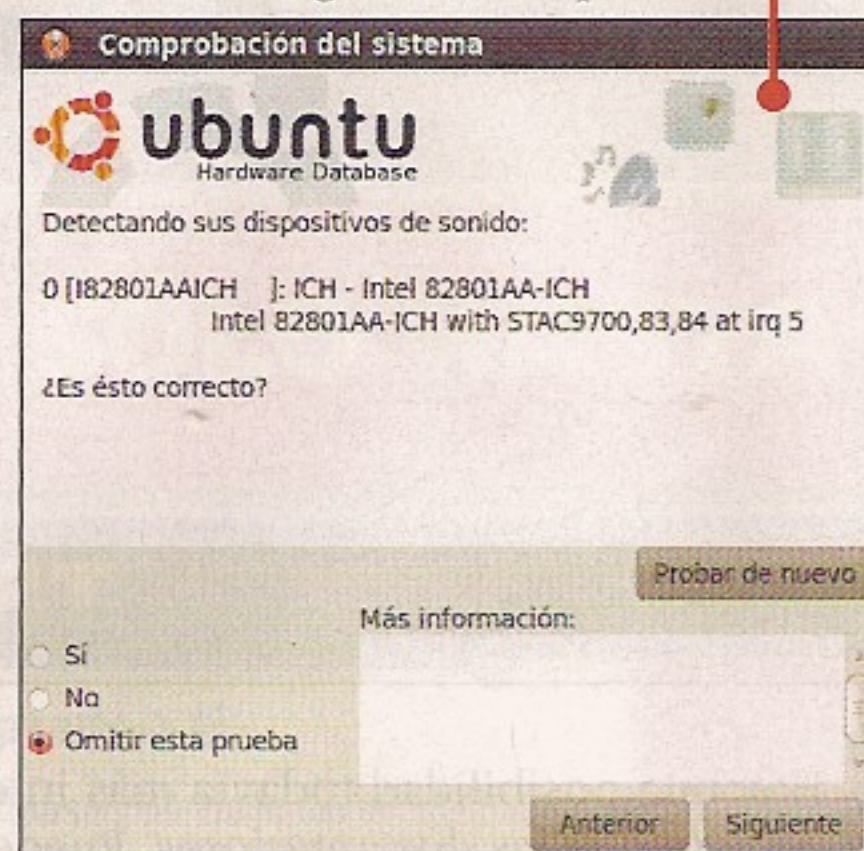 Comprobación del sistema
ubuntu
Hardware Database
Detectando sus dispositivos de sonido:
0 [I82801AAICH    ]: ICH - Intel 82801AA-ICH
Intel 82801AA-ICH with STAC9700,83,84 at irq 5
¿Es ésto correcto?
Probar de nuevo
Más información:
Sí
No
Omitir esta prueba
Anterior
Siguiente